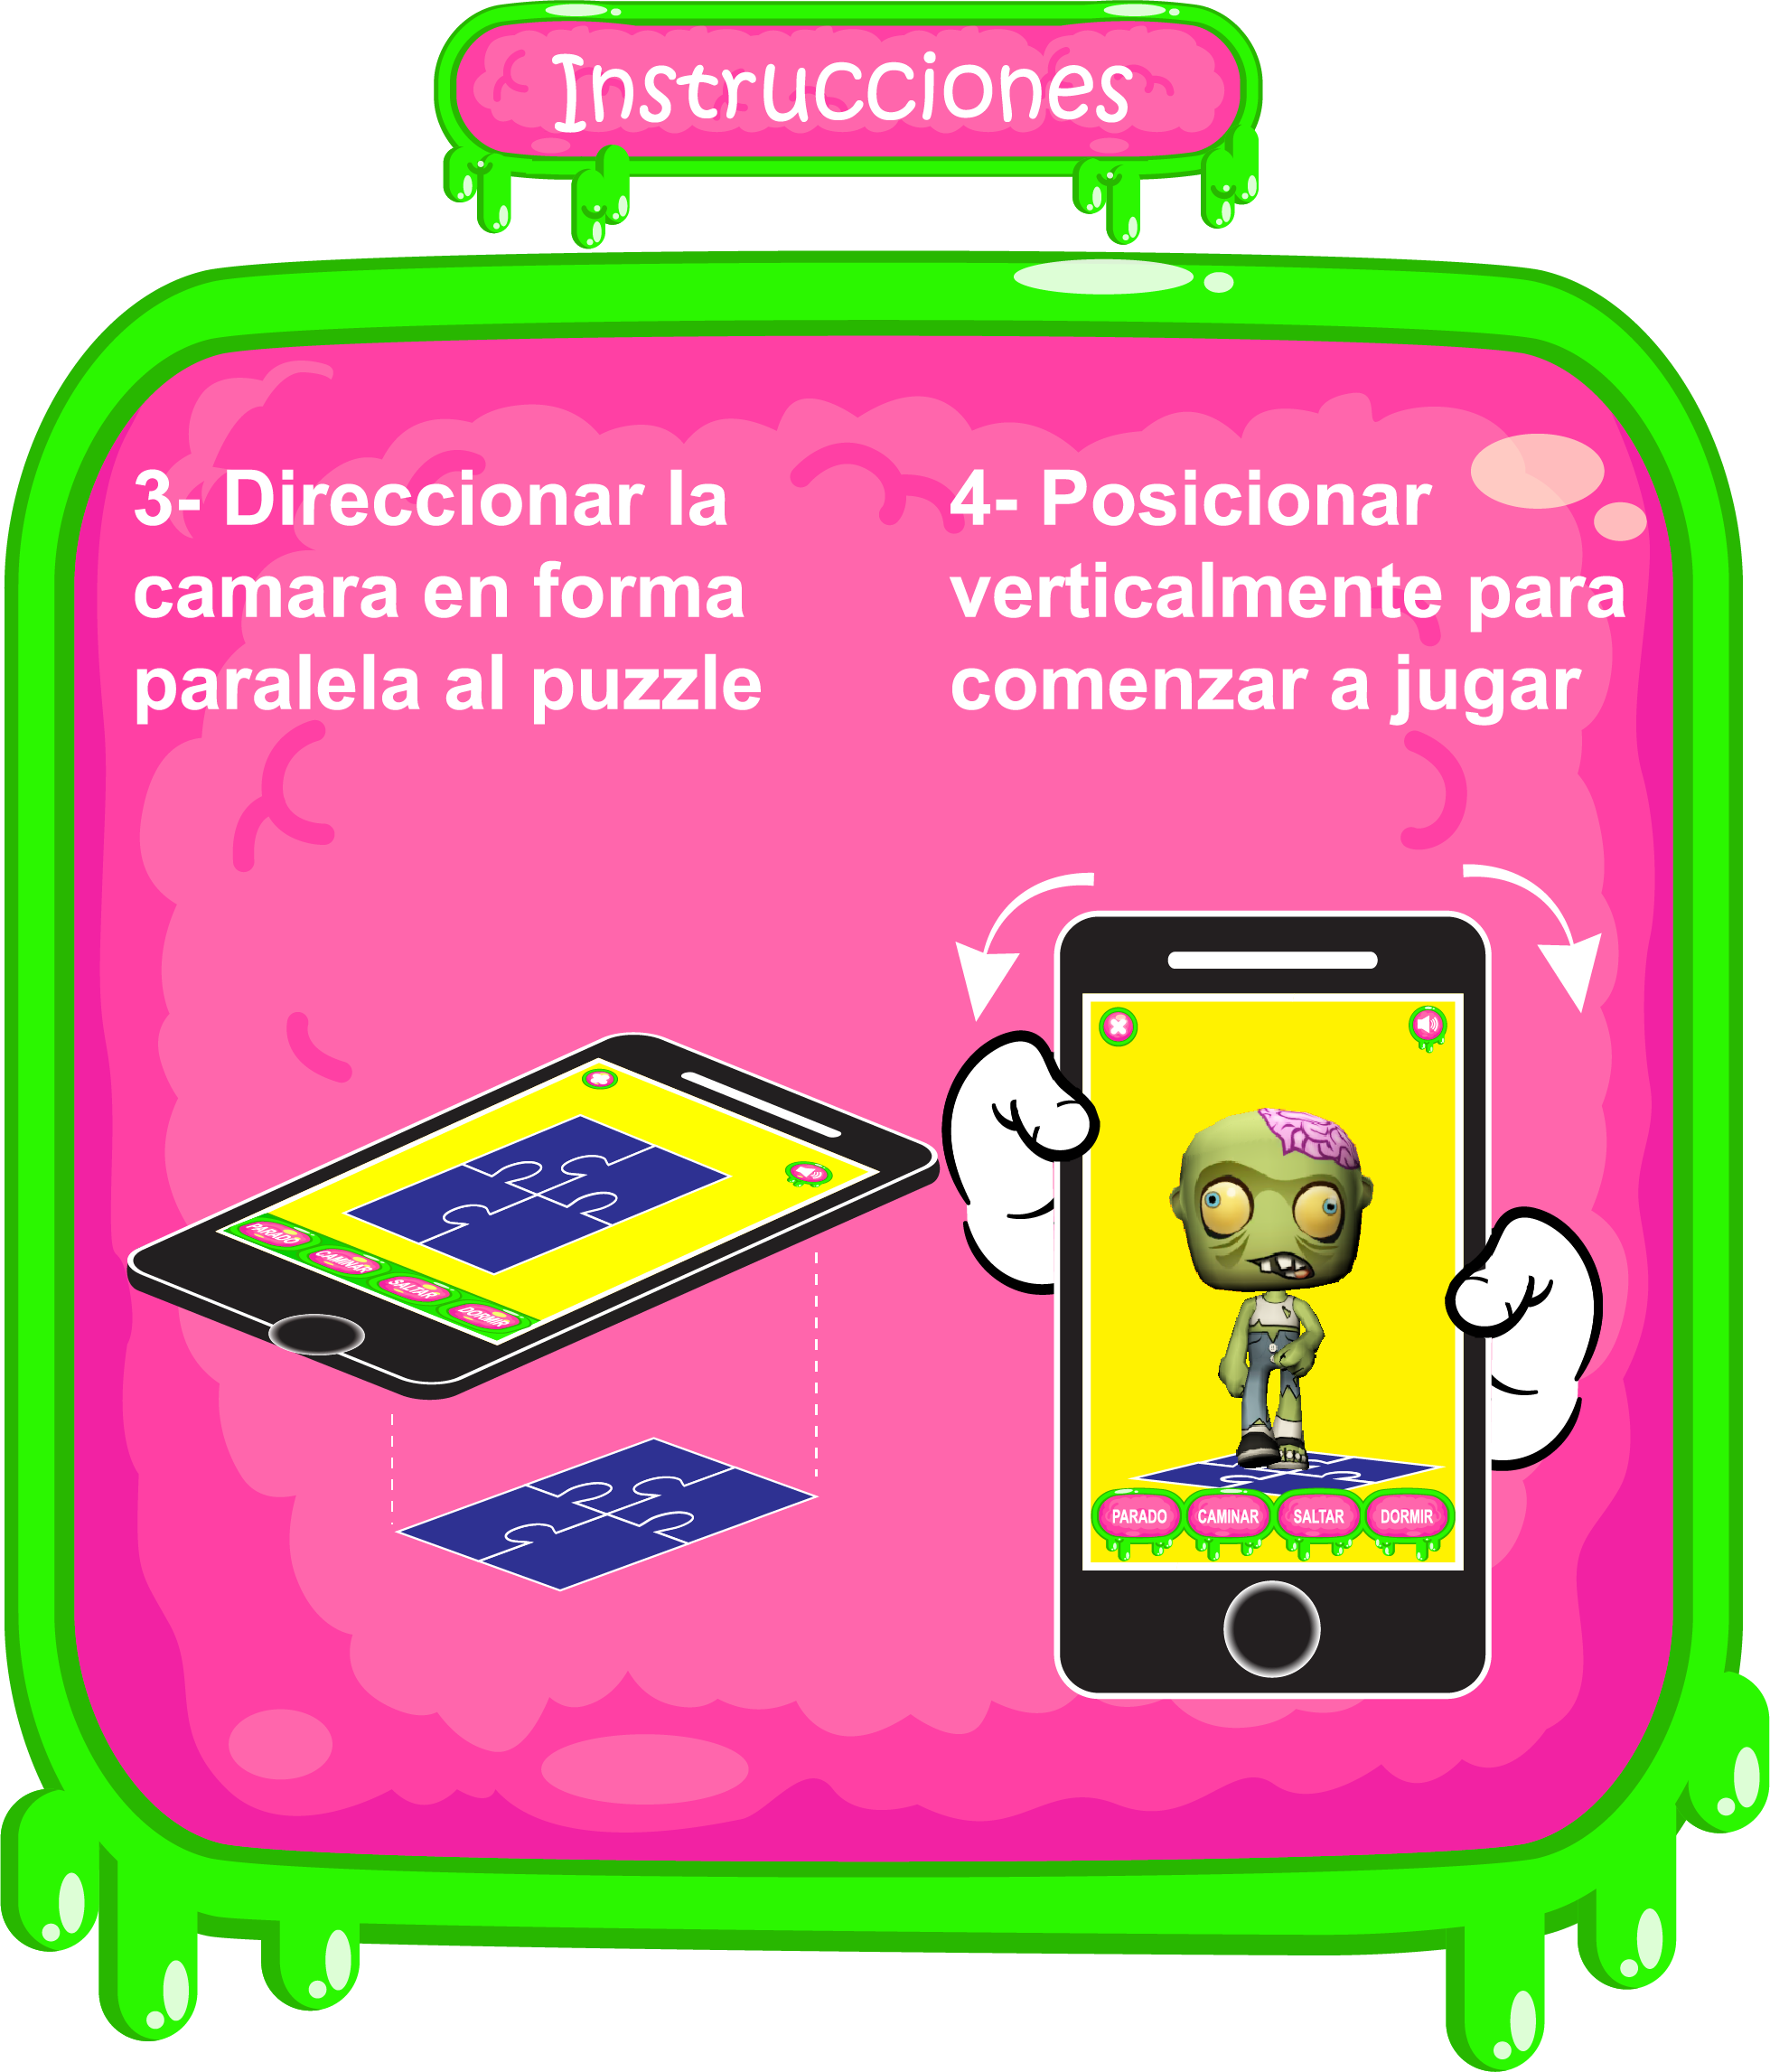 Instrucciones
3- Direccionar la
camara en forma
paralela al puzzle
4- Posicionar
verticalmente para
comenzar a jugar
PARADO
CAMINAR
SALTAR
DORMIR
PARADO CAMINAR SALTAR DORMIR